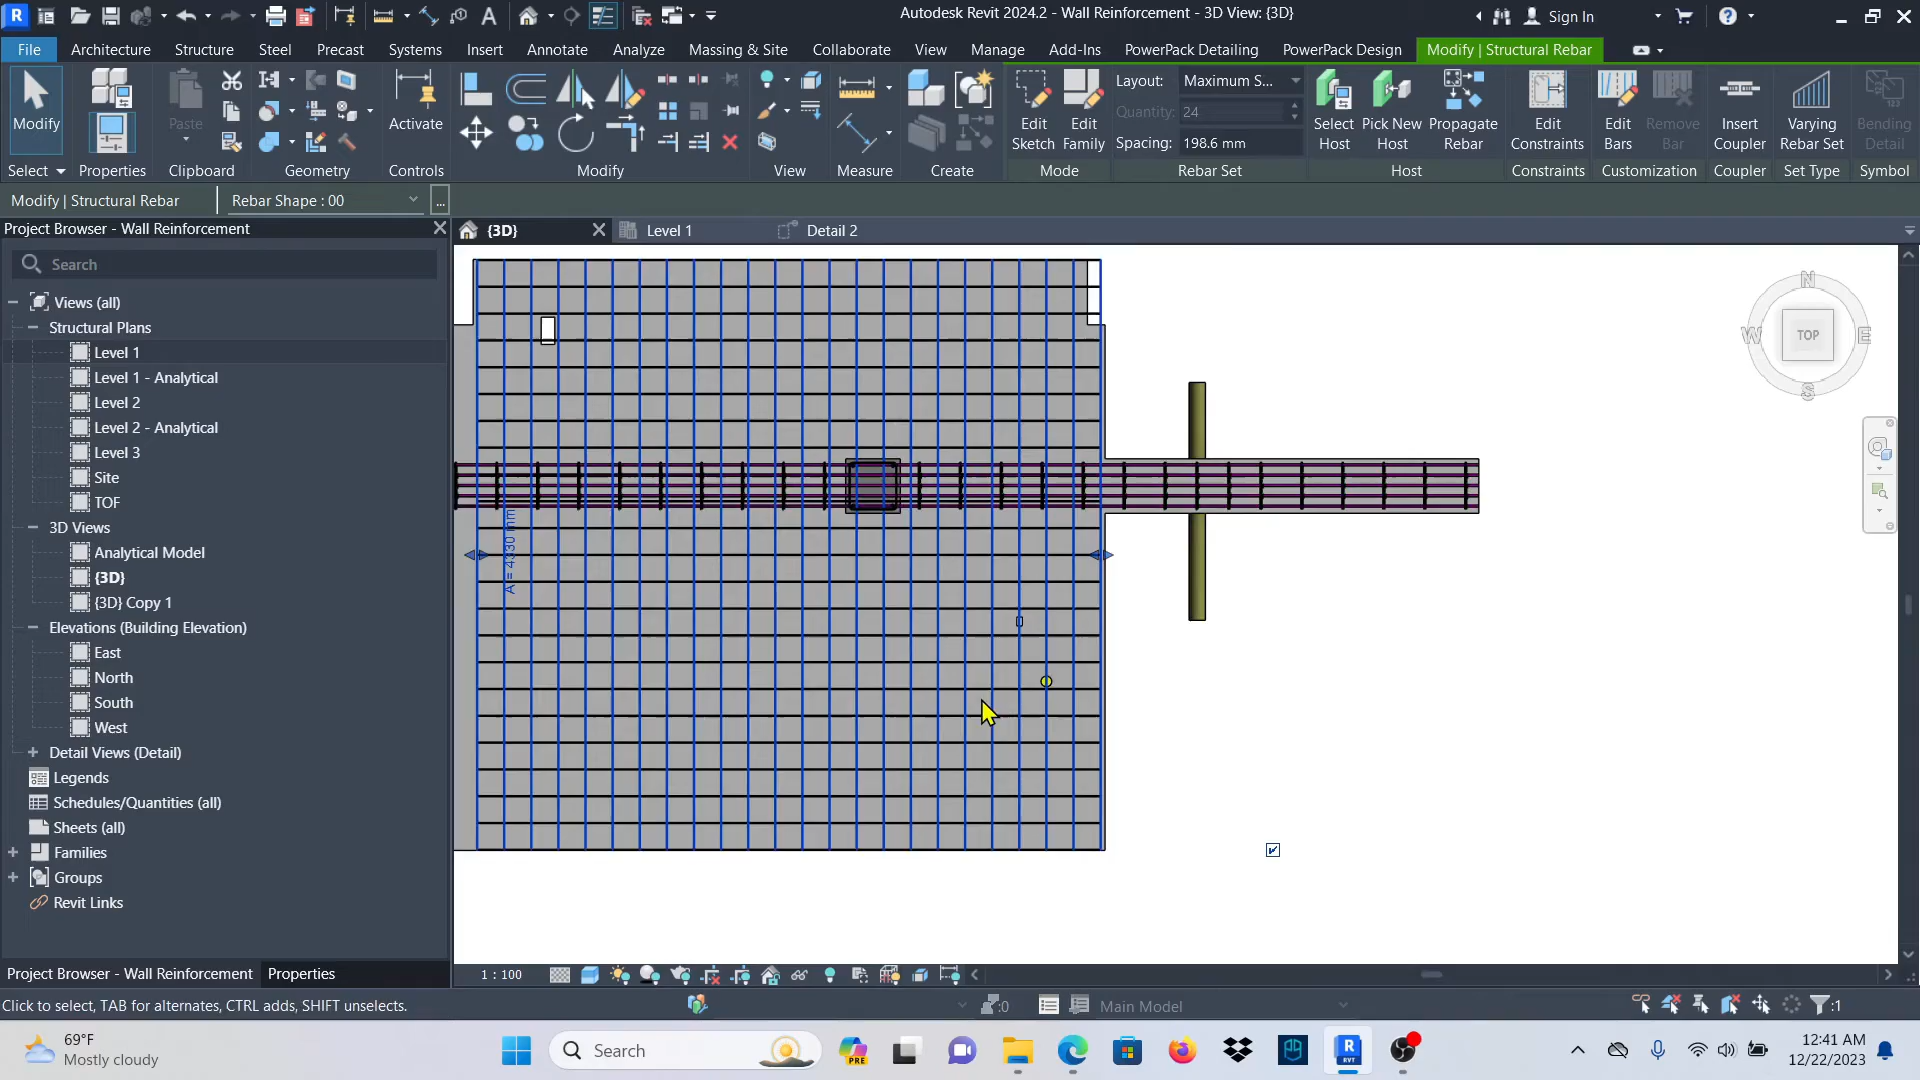 Autodesk Revit 2024.2 - Wall Reinforcement - 3D View: {3D}
Sign In
File Architecture Structure Steel Precast Systems Insert Annotate Analyze Massing & Site Collaborate View Manage Add-Ins PowerPack Detailing PowerPack Design Modify | Structural Rebar
Modify
Paste
Activate
Edit Sketch
Edit Family
Layout: Maximum S...
Quantity: 24
Spacing: 198.6 mm
Select Host
Pick New Host
Propagate Rebar
Edit Constraints
Edit Bars
Remove Bar
Insert Coupler
Varying Rebar Set
Bending Detail
Select Properties Clipboard Geometry Controls Modify View Measure Create Mode Rebar Set Host Constraints Customization Coupler Set Type Symbol
Modify | Structural Rebar
Rebar Shape : 00
...
Project Browser - Wall Reinforcement
{3D}
Level 1
Detail 2
Search
Views (all)
Structural Plans
Level 1
Level 1 - Analytical
Level 2
Level 2 - Analytical
Level 3
Site
TOF
3D Views
Analytical Model
{3D}
{3D} Copy 1
Elevations (Building Elevation)
East
North
South
West
Detail Views (Detail)
Legends
Schedules/Quantities (all)
Sheets (all)
Families
Groups
Revit Links
A = 4330 mm
N
W TOP E
S
Project Browser - Wall Reinforcement
Properties
1 : 100
Click to select, TAB for alternates, CTRL adds, SHIFT unselects.
:0
Main Model
:1
69°F
Mostly cloudy
Search
PRE
R
RVT
12:41 AM
12/22/2023